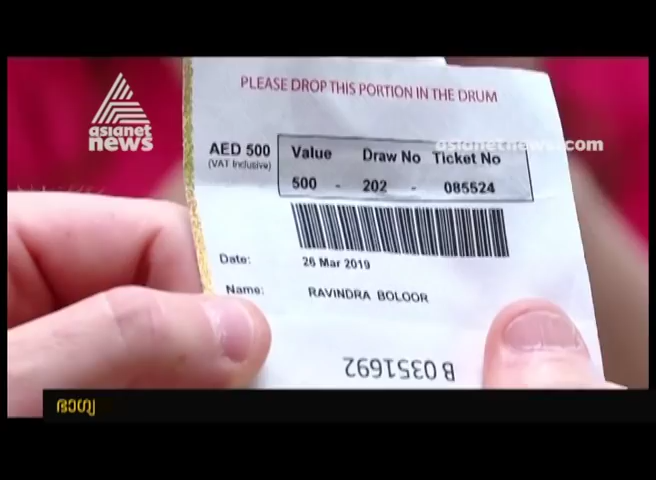 PLEASE DROP THIS PORTION IN THE DRUM
asianet
news
asianetnews.com
AED 500
(VAT Inclusive)
Value Draw No Ticket No
500 - 202 - 085524
Date: 26 Mar 2019
Name: RAVINDRA BOLOOR
B 0351692
ഭാഗ്യ